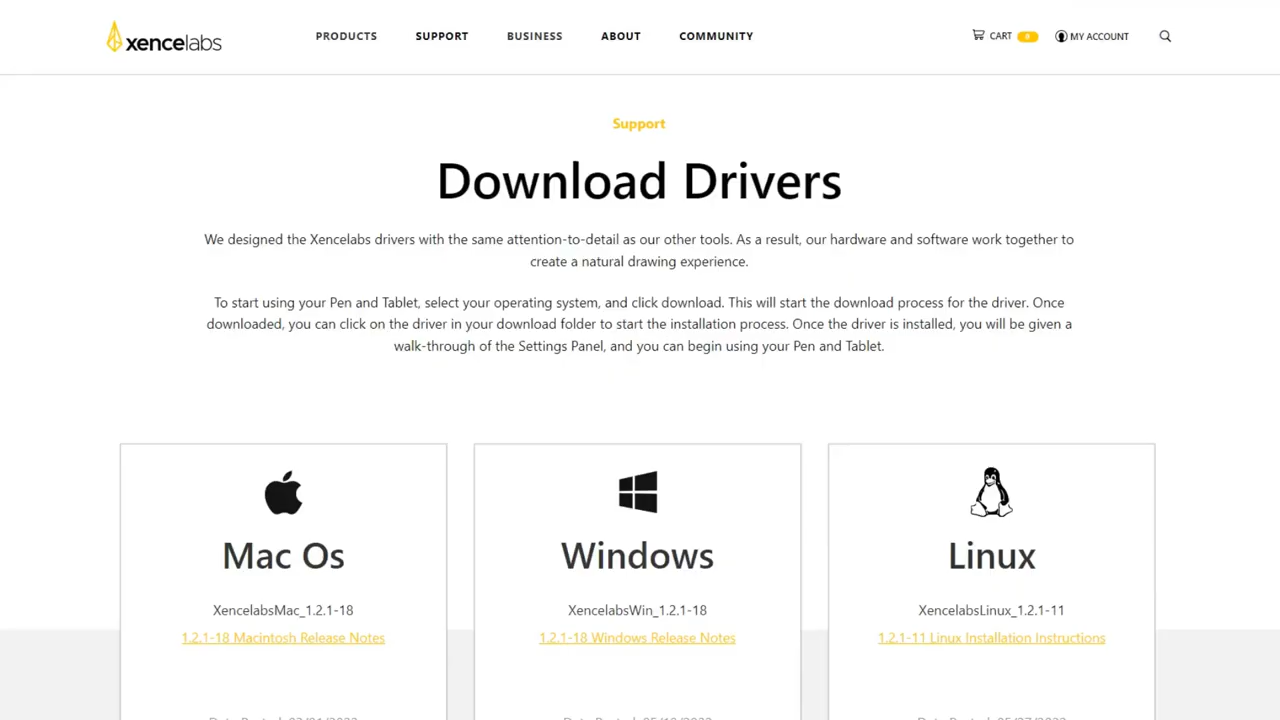 xencelabs
PRODUCTS SUPPORT BUSINESS ABOUT COMMUNITY CART 0 MY ACCOUNT
Support
Download Drivers
We designed the Xencelabs drivers with the same attention-to-detail as our other tools. As a result, our hardware and software work together to
create a natural drawing experience.
To start using your Pen and Tablet, select your operating system, and click download. This will start the download process for the driver. Once
downloaded, you can click on the driver in your download folder to start the installation process. Once the driver is installed, you will be given a
walk-through of the Settings Panel, and you can begin using your Pen and Tablet.
Mac Os
XencelabsMac_1.2.1-18
1.2.1-18 Macintosh Release Notes
Windows
XencelabsWin_1.2.1-18
1.2.1-18 Windows Release Notes
Linux
XencelabsLinux_1.2.1-11
1.2.1-11 Linux Installation Instructions